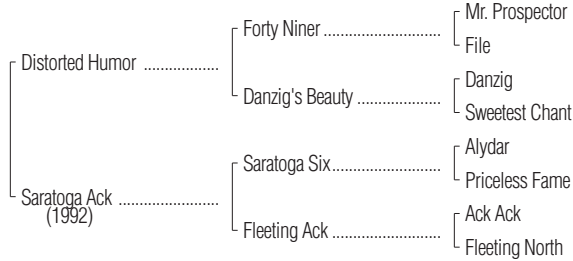 Mr. Prospector
Forty Niner ............................
File
Distorted Humor ..................
Danzig
Danzig's Beauty ....................
Sweetest Chant
Alydar
Saratoga Six..........................
Priceless Fame
Saratoga Ack ........................
(1992)
Ack Ack
Fleeting Ack ..........................
Fleeting North